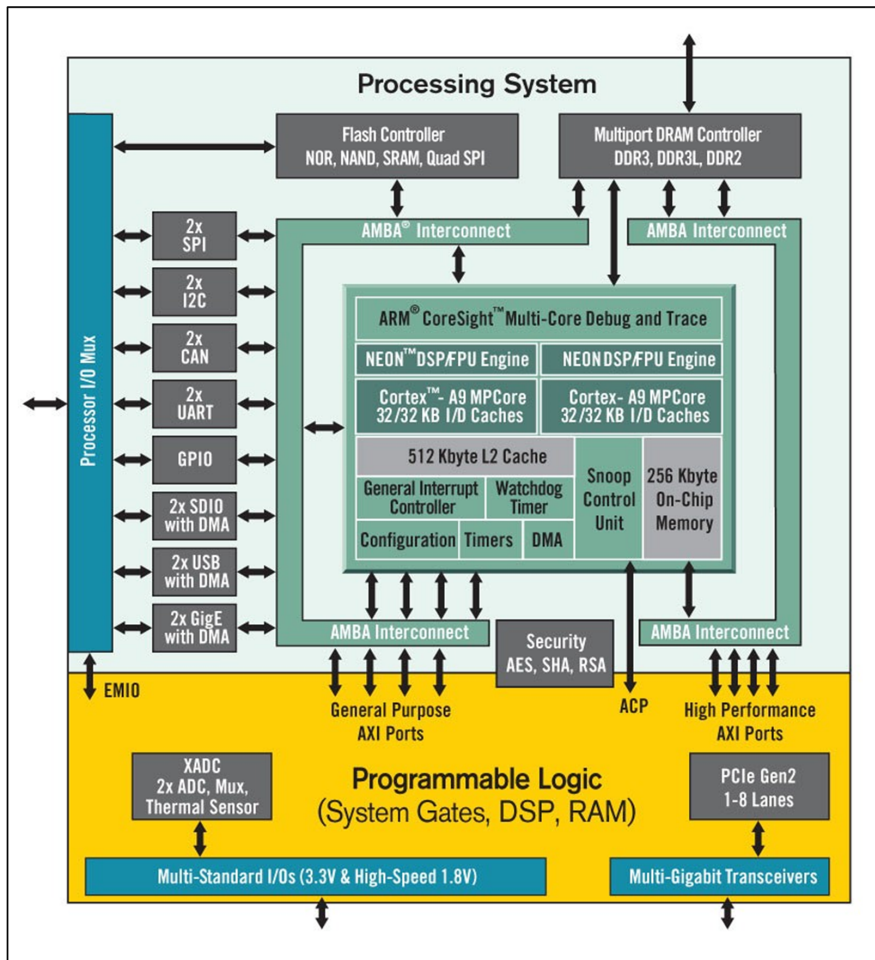 Processing System
Flash Controller
NOR, NAND, SRAM, Quad SPI
Multiport DRAM Controller
DDR3, DDR3L, DDR2
AMBA® Interconnect
AMBA Interconnect
Processor I/O Mux
2x
SPI
2x
I2C
2x
CAN
2x
UART
GPIO
2x SDIO
with DMA
2x USB
with DMA
2x GigE
with DMA
ARM® CoreSight™ Multi-Core Debug and Trace
NEON™ DSP/FPU Engine
NEON DSP/FPU Engine
Cortex™- A9 MPCore
32/32 KB I/D Caches
Cortex- A9 MPCore
32/32 KB I/D Caches
512 Kbyte L2 Cache
General Interrupt
Controller
Watchdog
Timer
Configuration
Timers
DMA
Snoop
Control
Unit
256 Kbyte
On-Chip
Memory
AMBA Interconnect
Security
AES, SHA, RSA
AMBA Interconnect
EMIO
General Purpose
AXI Ports
ACP
High Performance
AXI Ports
XADC
2x ADC, Mux,
Thermal Sensor
Programmable Logic
(System Gates, DSP, RAM)
PCIe Gen2
1-8 Lanes
Multi-Standard I/Os (3.3V & High-Speed 1.8V)
Multi-Gigabit Transceivers